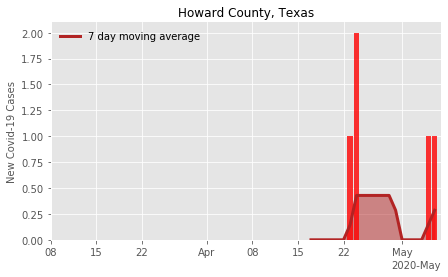 Howard County, Texas
7 day moving average
New Covid-19 Cases
2.00
1.75
1.50
1.25
1.00
0.75
0.50
0.25
0.00
08 15 22 Apr 08 15 22 May
2020-May